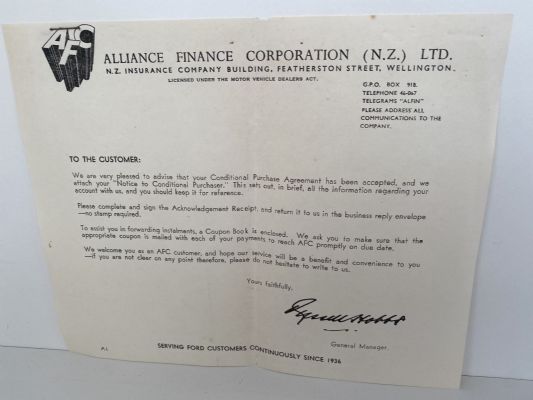 AFC
ALLIANCE FINANCE CORPORATION (N.Z.) LTD.
N.Z. INSURANCE COMPANY BUILDING, FEATHERSTON STREET, WELLINGTON.
LICENSED UNDER THE MOTOR VEHICLE DEALERS ACT.
G.P.O. BOX 918.
TELEPHONE 46-067
TELEGRAMS "ALFIN"
PLEASE ADDRESS ALL
COMMUNICATIONS TO THE
COMPANY.
TO THE CUSTOMER:
We are very pleased to advise that your Conditional Purchase Agreement has been accepted, and we
attach your "Notice to Conditional Purchaser." This sets out, in brief, all the information regarding your
account with us, and you should keep it for reference.
Please complete and sign the Acknowledgement Receipt, and return it to us in the business reply envelope
—no stamp required.
To assist you in forwarding instalments, a Coupon Book is enclosed. We ask you to make sure that the
appropriate coupon is mailed with each of your payments to reach AFC promptly on due date.
We welcome you as an AFC customer, and hope our service will be a benefit and convenience to you
—if you are not clear on any point therefore, please do not hesitate to write to us.
Yours faithfully,
General Manager.
SERVING FORD CUSTOMERS CONTINUOUSLY SINCE 1936